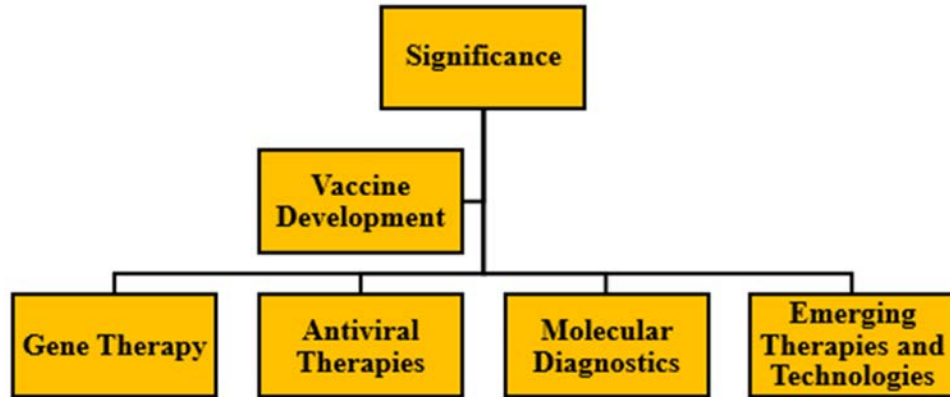 Significance
Vaccine
Development
Gene Therapy
Antiviral
Therapies
Molecular
Diagnostics
Emerging
Therapies and
Technologies